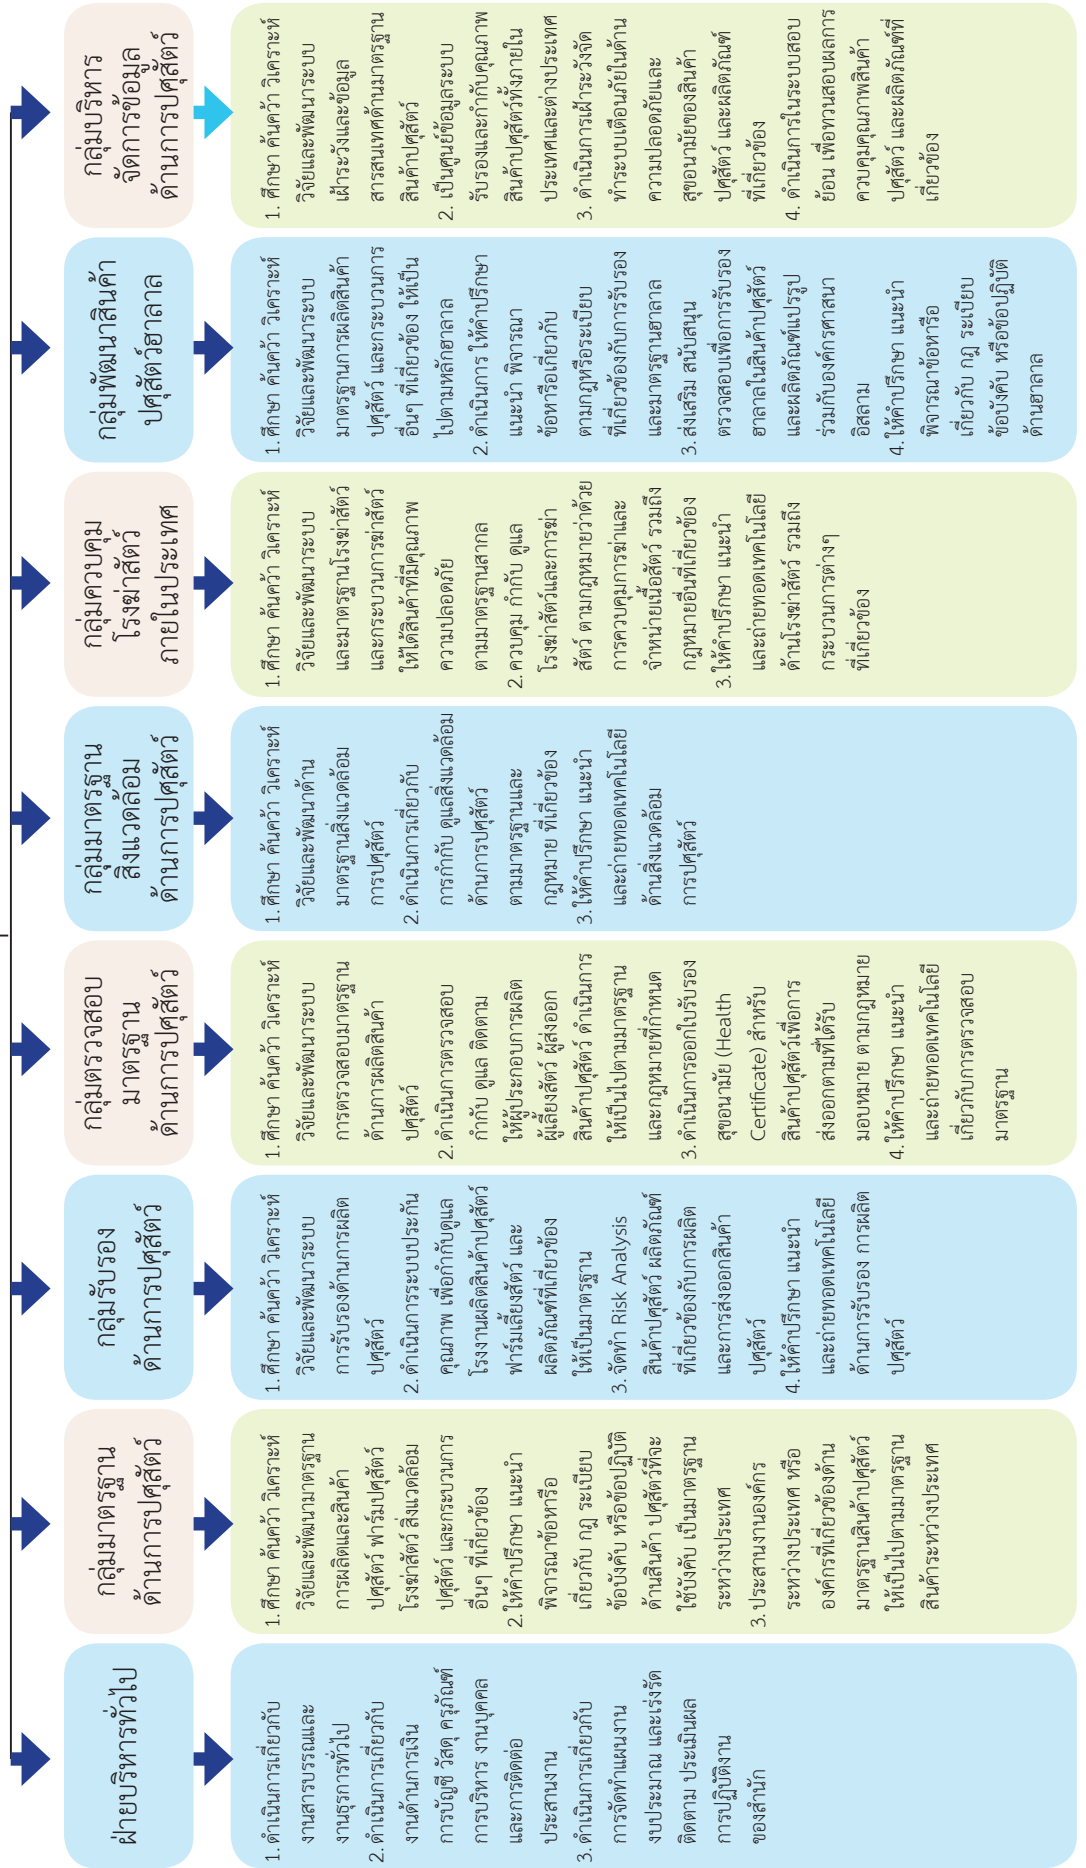 ฝ่ายบริหารทั่วไป
1. ดำเนินการเกี่ยวกับ
งานสารบรรณและ
งานธุรการทั่วไป
2. ดำเนินการเกี่ยวกับ
งานด้านการเงิน
การบัญชี วัสดุ ครุภัณฑ์
การบริหาร งานบุคคล
และการติดต่อ
ประสานงาน
3. ดำเนินการเกี่ยวกับ
การจัดทำแผนงาน
งบประมาณ และเร่งรัด
ติดตาม ประเมินผล
การปฏิบัติงาน
ของสำนัก
กลุ่มมาตรฐาน
ด้านการปศุสัตว์
1. ศึกษา ค้นคว้า วิเคราะห์
วิจัยและพัฒนามาตรฐาน
การผลิตและสินค้า
ปศุสัตว์ ฟาร์มปศุสัตว์
โรงฆ่าสัตว์ สิ่งแวดล้อม
ปศุสัตว์ และกระบวนการ
อื่นๆ ที่เกี่ยวข้อง
2. ให้คำปรึกษา แนะนำ
พิจารณาข้อหารือ
เกี่ยวกับ กฎ ระเบียบ
ข้อบังคับ หรือข้อปฏิบัติ
ด้านสินค้า ปศุสัตว์ที่จะ
ใช้บังคับ เป็นมาตรฐาน
ระหว่างประเทศ
3. ประสานงานองค์กร
ระหว่างประเทศ หรือ
องค์กรที่เกี่ยวข้องด้าน
มาตรฐานสินค้าปศุสัตว์
ให้เป็นไปตามมาตรฐาน
สินค้าระหว่างประเทศ
กลุ่มรับรอง
ด้านการปศุสัตว์
1. ศึกษา ค้นคว้า วิเคราะห์
วิจัยและพัฒนาระบบ
การรับรองด้านการผลิต
ปศุสัตว์
2. ดำเนินการระบบประกัน
คุณภาพ เพื่อกำกับดูแล
โรงงานผลิตสินค้าปศุสัตว์
ฟาร์มเลี้ยงสัตว์ และ
ผลิตภัณฑ์ที่เกี่ยวข้อง
ให้เป็นมาตรฐาน
3. จัดทำ Risk Analysis
สินค้าปศุสัตว์ ผลิตภัณฑ์
ที่เกี่ยวข้องกับการผลิต
และการส่งออกสินค้า
ปศุสัตว์
4. ให้คำปรึกษา แนะนำ
และถ่ายทอดเทคโนโลยี
ด้านการรับรอง การผลิต
ปศุสัตว์
กลุ่มตรวจสอบ
มาตรฐาน
ด้านการปศุสัตว์
1. ศึกษา ค้นคว้า วิเคราะห์
วิจัยและพัฒนาระบบ
การตรวจสอบมาตรฐาน
ด้านการผลิตสินค้า
ปศุสัตว์
2. ดำเนินการตรวจสอบ
กำกับ ดูแล ติดตาม
ให้ผู้ประกอบการผลิต
ผู้เลี้ยงสัตว์ ผู้ส่งออก
สินค้าปศุสัตว์ ดำเนินการ
ให้เป็นไปตามมาตรฐาน
และกฎหมายที่กำหนด
3. ดำเนินการออกใบรับรอง
สุขอนามัย (Health
Certificate) สำหรับ
สินค้าปศุสัตว์เพื่อการ
ส่งออกตามที่ได้รับ
มอบหมาย ตามกฎหมาย
4. ให้คำปรึกษา แนะนำ
และถ่ายทอดเทคโนโลยี
เกี่ยวกับการตรวจสอบ
มาตรฐาน
กลุ่มมาตรฐาน
สิ่งแวดล้อม
ด้านการปศุสัตว์
1. ศึกษา ค้นคว้า วิเคราะห์
วิจัยและพัฒนาด้าน
มาตรฐานสิ่งแวดล้อม
การปศุสัตว์
2. ดำเนินการเกี่ยวกับ
การกำกับ ดูแลสิ่งแวดล้อม
ด้านการปศุสัตว์
ตามมาตรฐานและ
กฎหมาย ที่เกี่ยวข้อง
3. ให้คำปรึกษา แนะนำ
และถ่ายทอดเทคโนโลยี
ด้านสิ่งแวดล้อม
การปศุสัตว์
กลุ่มควบคุม
โรงฆ่าสัตว์
ภายในประเทศ
1. ศึกษา ค้นคว้า วิเคราะห์
วิจัยและพัฒนาระบบ
และมาตรฐานโรงฆ่าสัตว์
และกระบวนการฆ่าสัตว์
ให้ได้สินค้าที่มีคุณภาพ
ความปลอดภัย
ตามมาตรฐานสากล
2. ควบคุม กำกับ ดูแล
โรงฆ่าสัตว์และการฆ่า
สัตว์ ตามกฎหมายว่าด้วย
การควบคุมการฆ่าและ
จำหน่ายเนื้อสัตว์ รวมถึง
กฎหมายอื่นที่เกี่ยวข้อง
3. ให้คำปรึกษา แนะนำ
และถ่ายทอดเทคโนโลยี
ด้านโรงฆ่าสัตว์ รวมถึง
กระบวนการต่างๆ
ที่เกี่ยวข้อง
กลุ่มพัฒนาสินค้า
ปศุสัตว์ฮาลาล
1. ศึกษา ค้นคว้า วิเคราะห์
วิจัยและพัฒนาระบบ
มาตรฐานการผลิตสินค้า
ปศุสัตว์ และกระบวนการ
อื่นๆ ที่เกี่ยวข้อง ให้เป็น
ไปตามหลักฮาลาล
2. ดำเนินการ ให้คำปรึกษา
แนะนำ พิจารณา
ข้อหารือเกี่ยวกับ
ตามกฎหรือระเบียบ
ที่เกี่ยวข้องกับการรับรอง
และมาตรฐานฮาลาล
3. ส่งเสริม สนับสนุน
ตรวจสอบเพื่อการรับรอง
ฮาลาลในสินค้าปศุสัตว์
และผลิตภัณฑ์แปรรูป
ร่วมกับองค์กรศาสนา
อิสลาม
4. ให้คำปรึกษา แนะนำ
พิจารณาข้อหารือ
เกี่ยวกับ กฎ ระเบียบ
ข้อบังคับ หรือข้อปฏิบัติ
ด้านฮาลาล
กลุ่มบริหาร
จัดการข้อมูล
ด้านการปศุสัตว์
1. ศึกษา ค้นคว้า วิเคราะห์
วิจัยและพัฒนาระบบ
เฝ้าระวังและข้อมูล
สารสนเทศด้านมาตรฐาน
สินค้าปศุสัตว์
2. เป็นศูนย์ข้อมูลระบบ
รับรองและกำกับคุณภาพ
สินค้าปศุสัตว์ทั้งภายใน
ประเทศและต่างประเทศ
3. ดำเนินการเฝ้าระวังจัด
ทำระบบเตือนภัยในด้าน
ความปลอดภัยและ
สุขอนามัยของสินค้า
ปศุสัตว์ และผลิตภัณฑ์
ที่เกี่ยวข้อง
4. ดำเนินการในระบบสอบ
ย้อน เพื่อทวนสอบผลการ
ควบคุมคุณภาพสินค้า
ปศุสัตว์ และผลิตภัณฑ์ที่
เกี่ยวข้อง